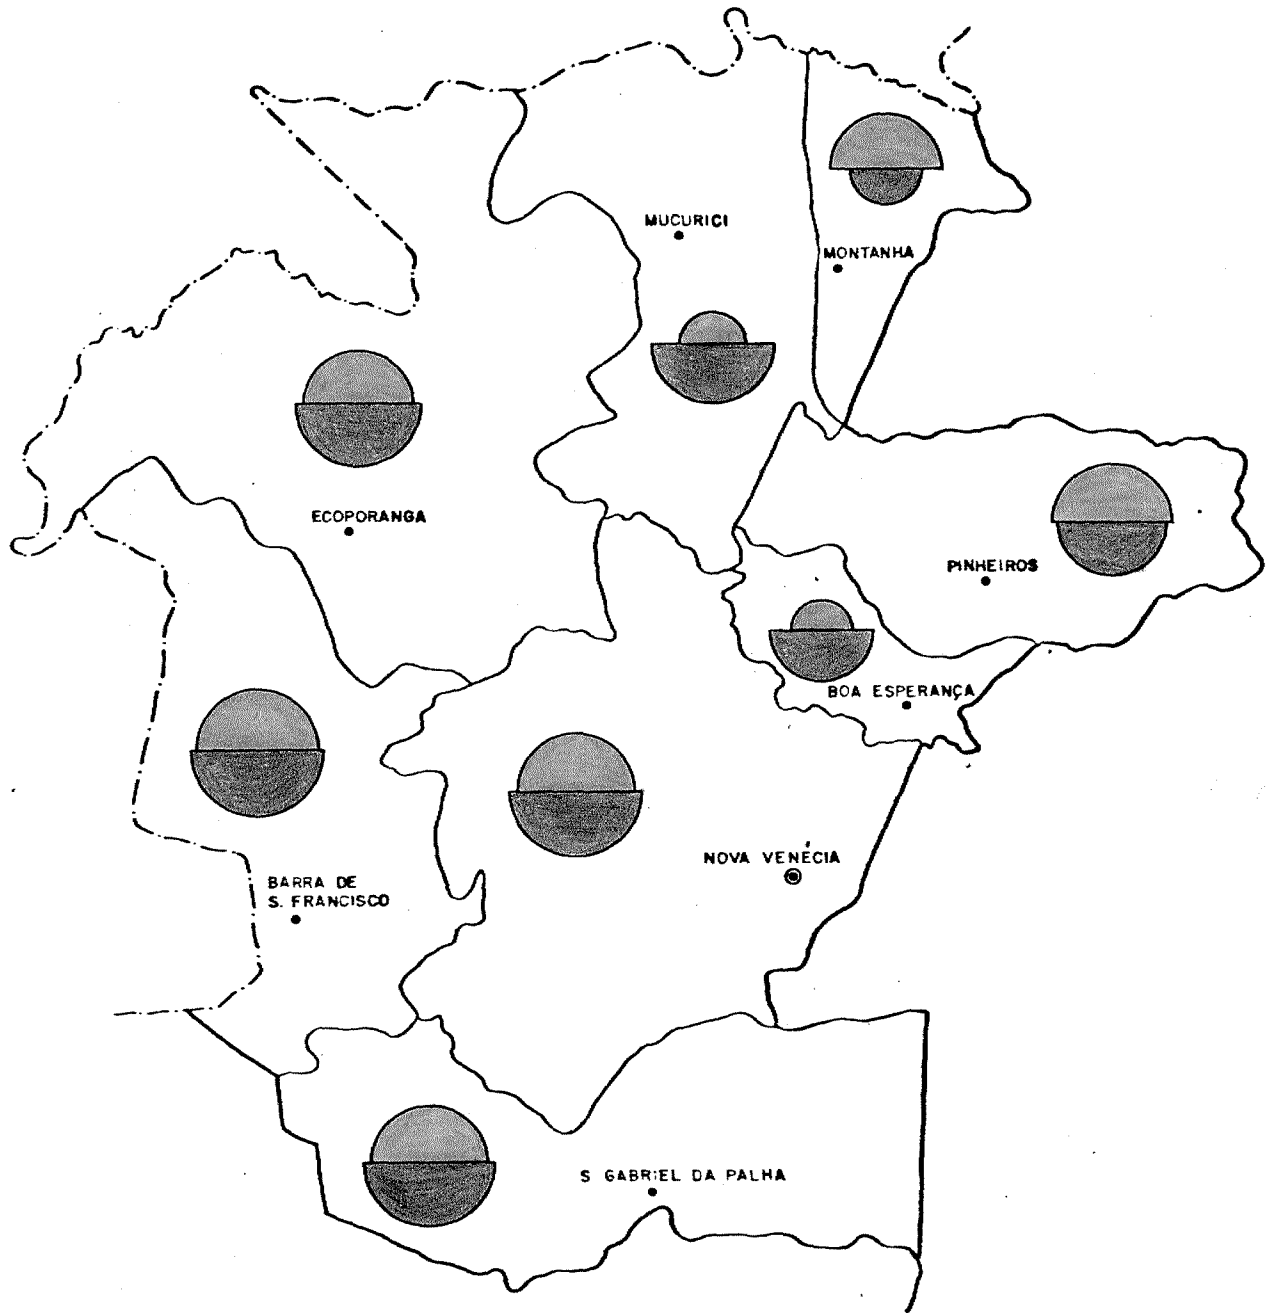 MUCURICI
MONTANHA
ECOPORANGA
PINHEIROS
BOA ESPERANÇA
NOVA VENÉCIA
BARRA DE
S. FRANCISCO
S GABRIEL DA PALHA